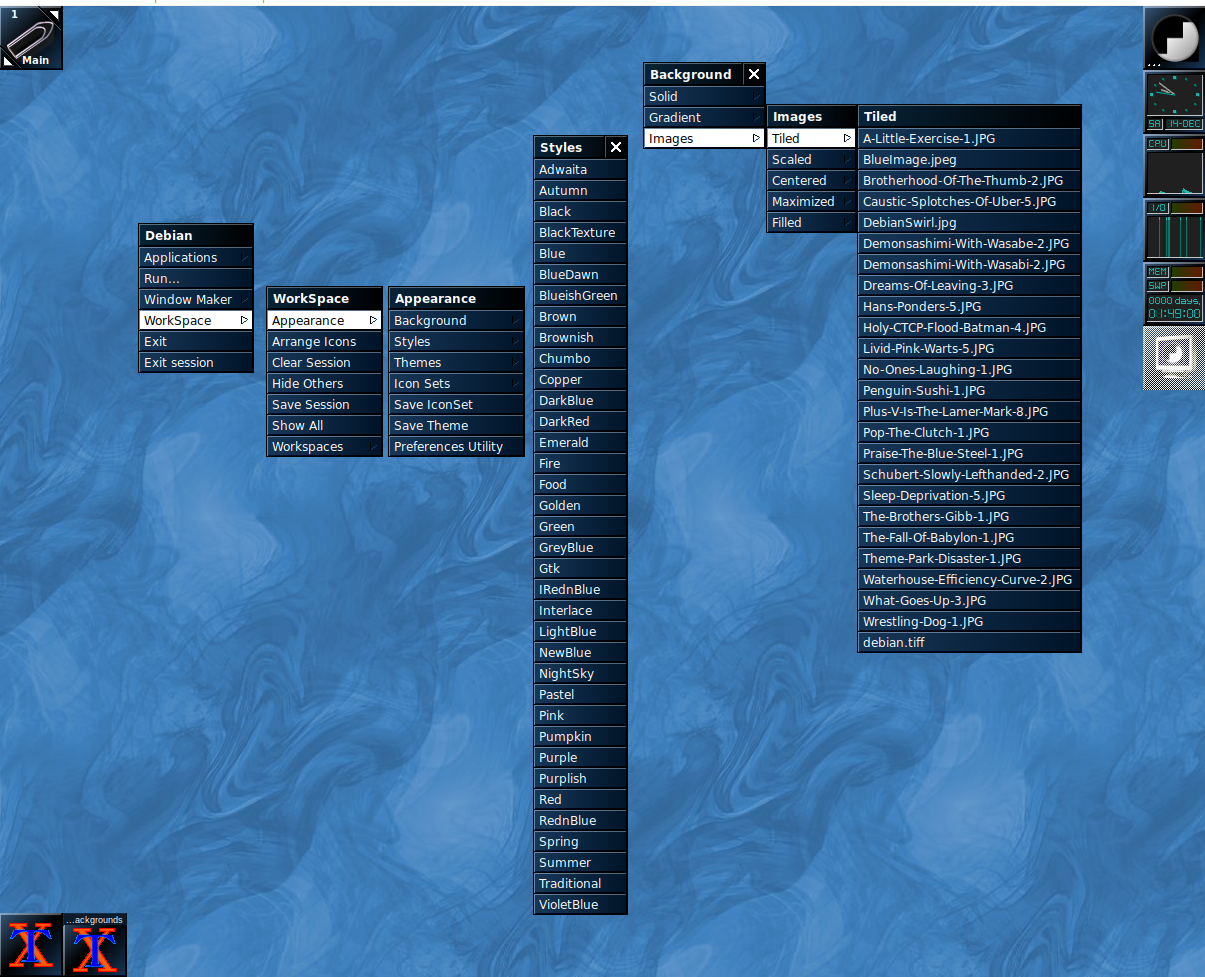 1
Main
Debian
Applications
Run...
Window Maker
WorkSpace
Exit
Exit session
WorkSpace
Appearance
Arrange Icons
Clear Session
Hide Others
Save Session
Show All
Workspaces
Appearance
Background
Styles
Themes
Icon Sets
Save IconSet
Save Theme
Preferences Utility
Styles
Adwaita
Autumn
Black
BlackTexture
Blue
BlueDawn
BlueishGreen
Brown
Brownish
Chumbo
Copper
DarkBlue
DarkRed
Emerald
Fire
Food
Golden
Green
GreyBlue
Gtk
IRednBlue
Interlace
LightBlue
NewBlue
NightSky
Pastel
Pink
Pumpkin
Purple
Purplish
Red
RednBlue
Spring
Summer
Traditional
VioletBlue
Background
Solid
Gradient
Images
Images
Tiled
Scaled
Centered
Maximized
Filled
Tiled
A-Little-Exercise-1.JPG
BlueImage.jpeg
Brotherhood-Of-The-Thumb-2.JPG
Caustic-Splotches-Of-Uber-5.JPG
DebianSwirl.jpg
Demonsashimi-With-Wasabe-2.JPG
Demonsashimi-With-Wasabi-2.JPG
Dreams-Of-Leaving-3.JPG
Hans-Ponders-5.JPG
Holy-CTCP-Flood-Batman-4.JPG
Livid-Pink-Warts-5.JPG
No-Ones-Laughing-1.JPG
Penguin-Sushi-1.JPG
Plus-V-Is-The-Lamer-Mark-8.JPG
Pop-The-Clutch-1.JPG
Praise-The-Blue-Steel-1.JPG
Schubert-Slowly-Lefthanded-2.JPG
Sleep-Deprivation-5.JPG
The-Brothers-Gibb-1.JPG
The-Fall-Of-Babylon-1.JPG
Theme-Park-Disaster-1.JPG
Waterhouse-Efficiency-Curve-2.JPG
What-Goes-Up-3.JPG
Wrestling-Dog-1.JPG
debian.tiff
...
SA 14-DEC
CPU
I/O
MEM
SWP
0000 days,
01:49:00
...ackgrounds